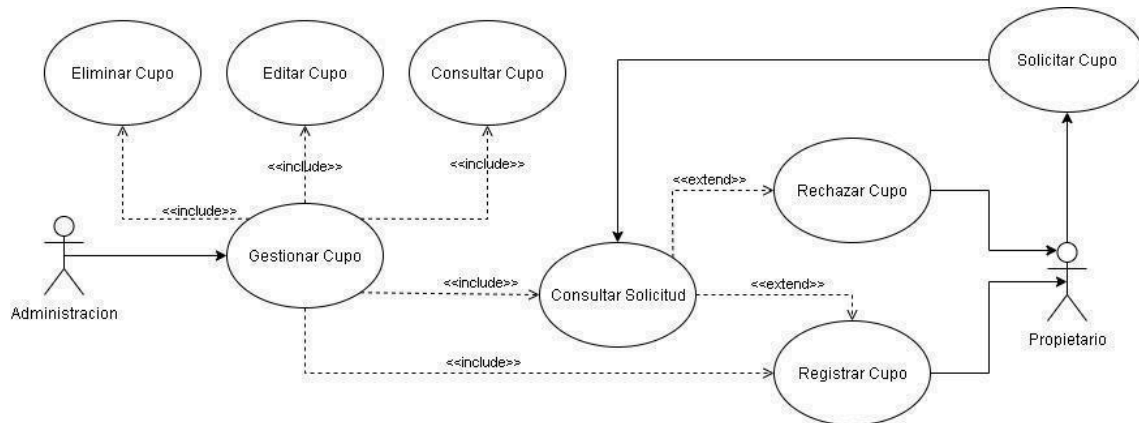 Eliminar Cupo
Editar Cupo
Consultar Cupo
Solicitar Cupo
<<include>>
<<include>>
<<include>>
<<extend>>
Rechazar Cupo
Gestionar Cupo
<<include>>
Consultar Solicitud
<<extend>>
Administracion
Propietario
<<include>>
Registrar Cupo